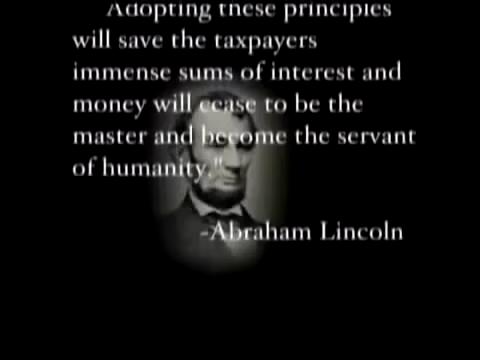 Adopting these principles
will save the taxpayers
immense sums of interest and
money will cease to be the
master and become the servant
of humanity."
-Abraham Lincoln